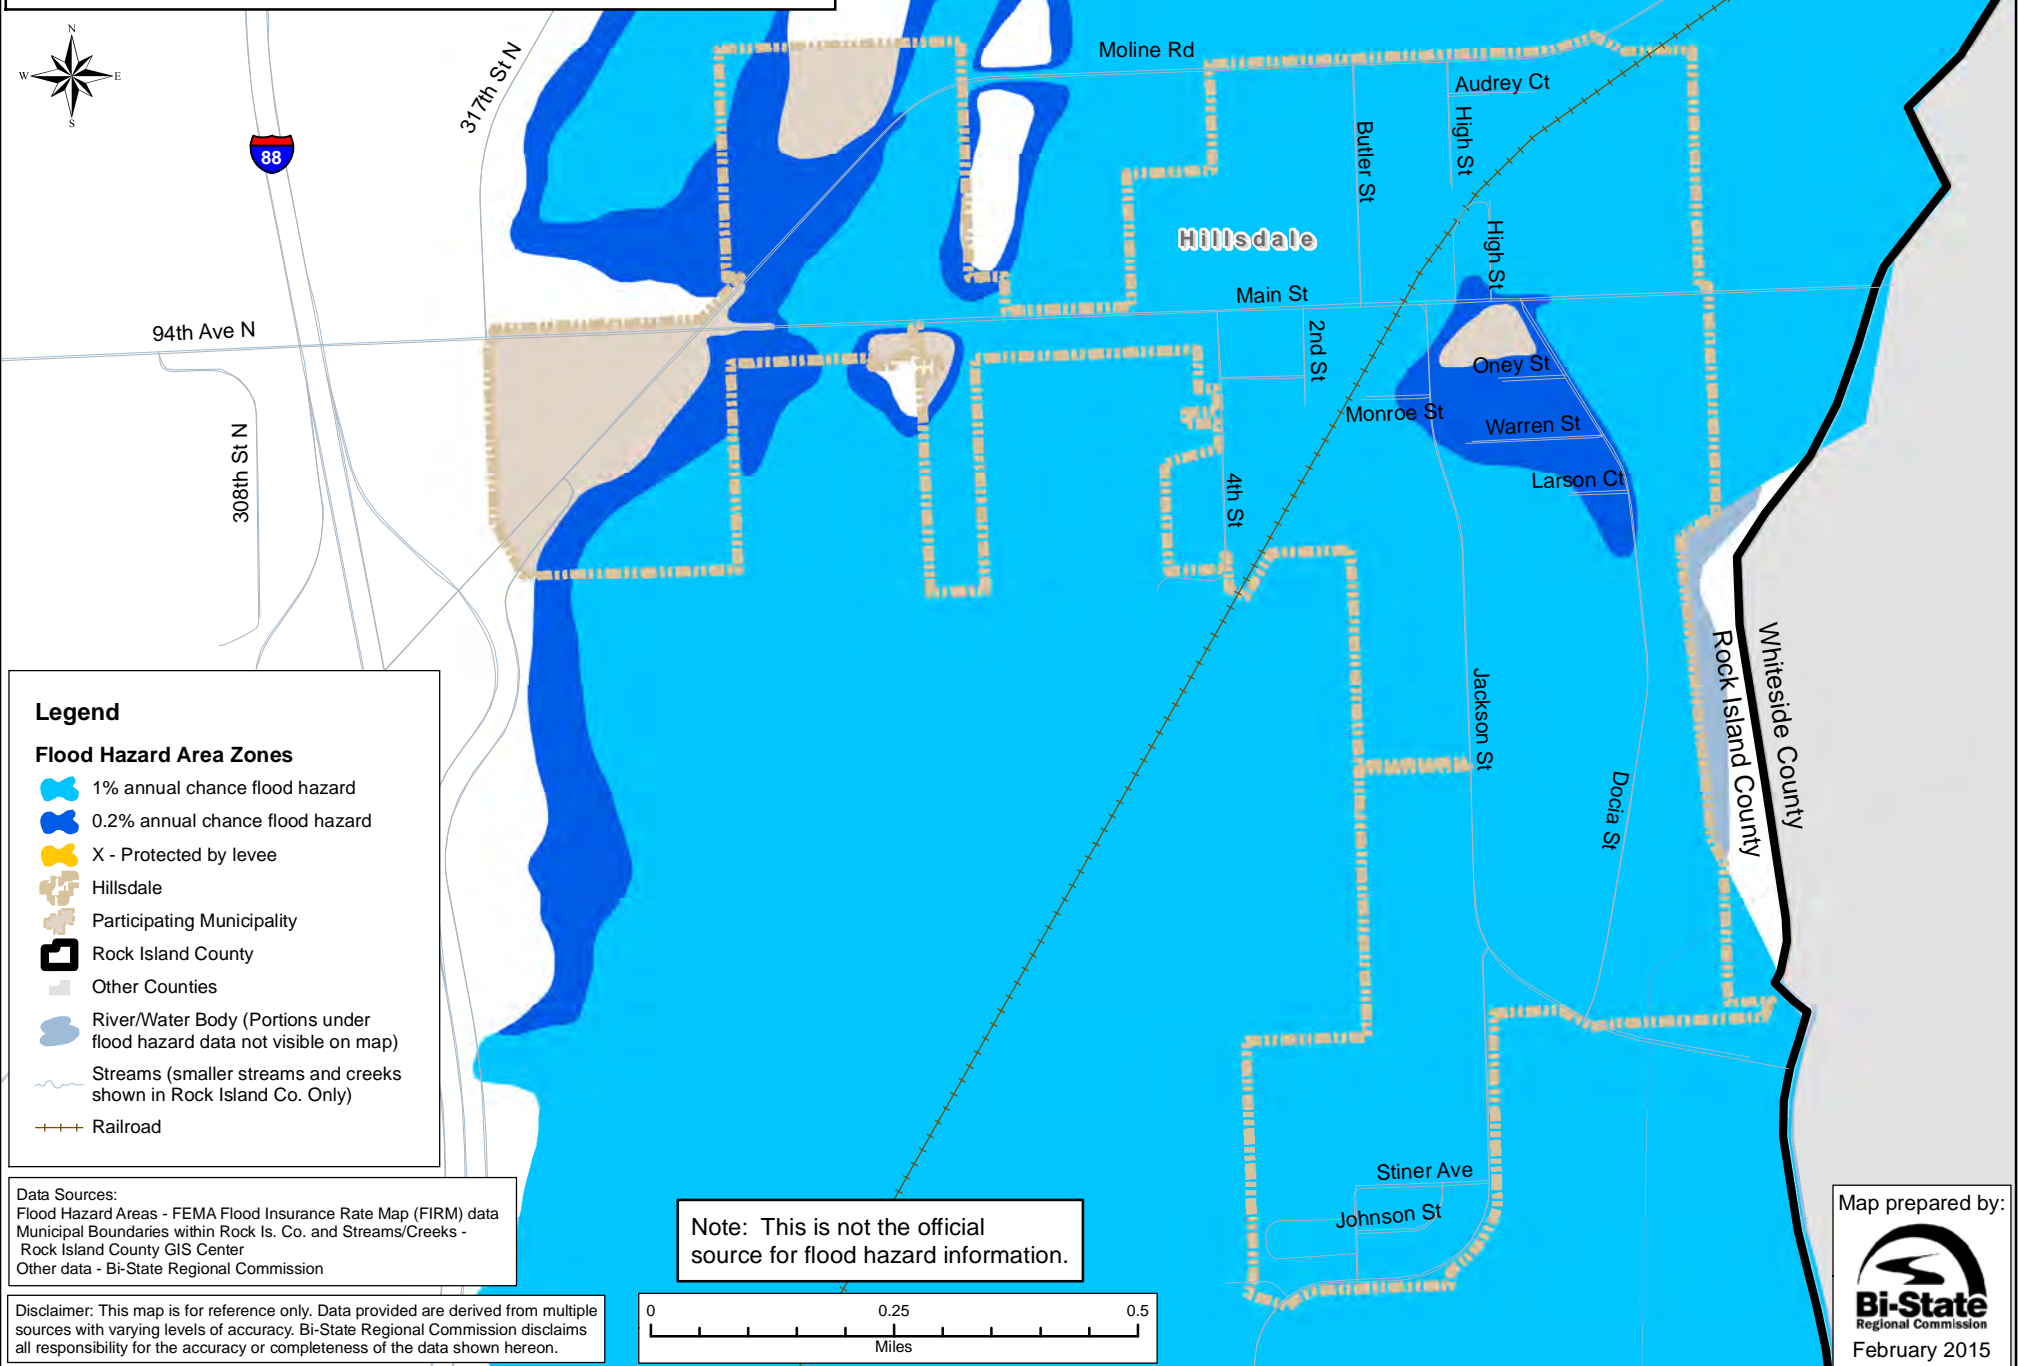 N
W
E
S
88
317th St N
Moline Rd
Audrey Ct
High St
Butler St
Hillsdale
High St
Main St
94th Ave N
2nd St
Oney St
Monroe St
Warren St
308th St N
4th St
Larson Ct
Jackson St
Docia St
Rock Island County
Whiteside County
Stiner Ave
Johnson St
Legend
Flood Hazard Area Zones
1% annual chance flood hazard
0.2% annual chance flood hazard
X - Protected by levee
Hillsdale
Participating Municipality
Rock Island County
Other Counties
River/Water Body (Portions under
flood hazard data not visible on map)
Streams (smaller streams and creeks
shown in Rock Island Co. Only)
Railroad
Data Sources:
Flood Hazard Areas - FEMA Flood Insurance Rate Map (FIRM) data
Municipal Boundaries within Rock Is. Co. and Streams/Creeks -
Rock Island County GIS Center
Other data - Bi-State Regional Commission
Disclaimer: This map is for reference only. Data provided are derived from multiple
sources with varying levels of accuracy. Bi-State Regional Commission disclaims
all responsibility for the accuracy or completeness of the data shown hereon.
Note: This is not the official
source for flood hazard information.
0 0.25 0.5
Miles
Map prepared by:
Bi-State
Regional Commission
February 2015